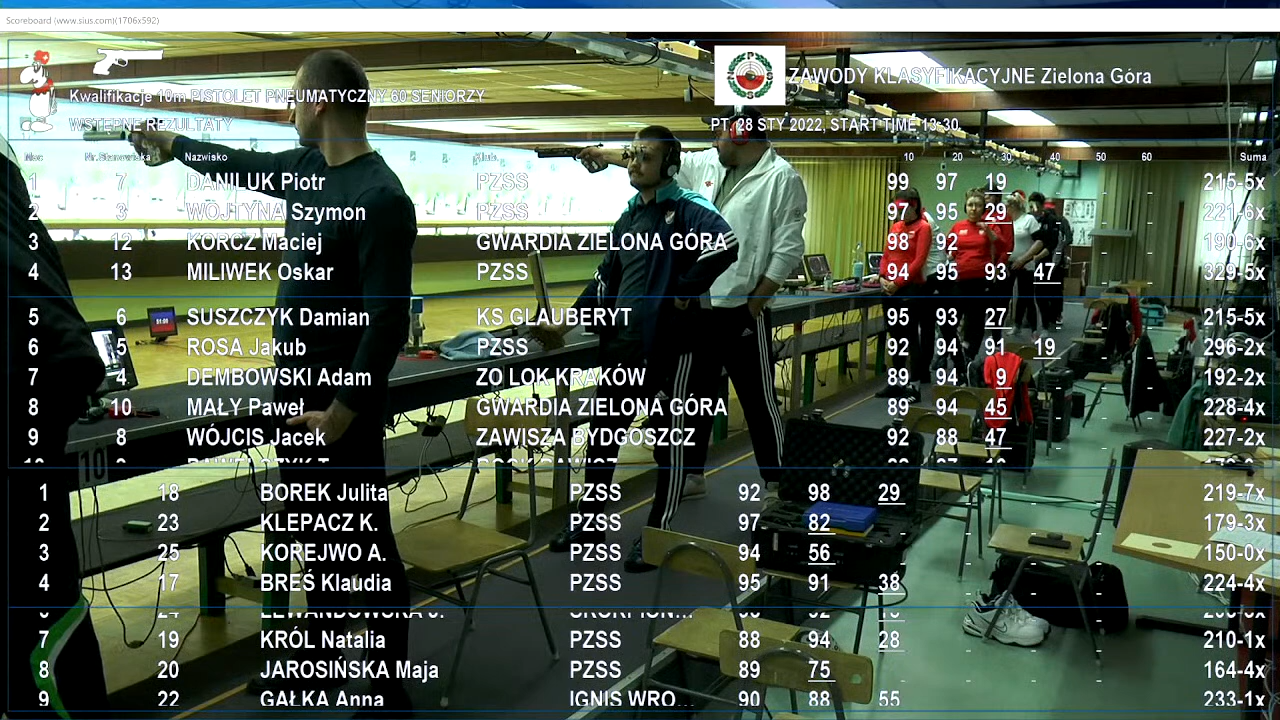 Scoreboard (www.sius.com)(1706x592)
ZAWODY KLASYFIKACYJNE Zielona Góra
Kwalifikacje 10m PISTOLET PNEUMATYCZNY 60 SENIORZY
WSTĘPNE REZULTATY
PT. 28 STY 2022, START TIME 13:30
Msc Nr.Stanowiska Nazwisko Klub 10 20 30 40 50 60 Suma
1 7 DANILUK Piotr PZSS 99 97 19 - - - 215-5x
2 3 WOJTYNA Szymon PZSS 97 95 29 - - - 221-6x
3 12 KORCZ Maciej GWARDIA ZIELONA GÓRA 98 92 - - - - 190-6x
4 13 MILIWEK Oskar PZSS 94 95 93 47 - - 329-5x
5 6 SUSZCZYK Damian KS GLAUBERYT 95 93 27 - - - 215-5x
6 5 ROSA Jakub PZSS 92 94 91 19 - - 296-2x
7 4 DEMBOWSKI Adam ZO LOK KRAKÓW 89 94 9 - - - 192-2x
8 10 MAŁY Paweł GWARDIA ZIELONA GÓRA 89 94 45 - - - 228-4x
9 8 WÓJCIS Jacek ZAWISZA BYDGOSZCZ 92 88 47 - - - 227-2x
10
1 18 BOREK Julita PZSS 92 98 29 - - - 219-7x
2 23 KLEPACZ K. PZSS 97 82 - - - - 179-3x
3 25 KOREJWO A. PZSS 94 56 - - - - 150-0x
4 17 BREŚ Klaudia PZSS 95 91 38 - - - 224-4x
7 19 KRÓL Natalia PZSS 88 94 28 - - - 210-1x
8 20 JAROSIŃSKA Maja PZSS 89 75 - - - - 164-4x
9 22 GAŁKA Anna IGNIS WRO... 90 88 55 - - - 233-1x